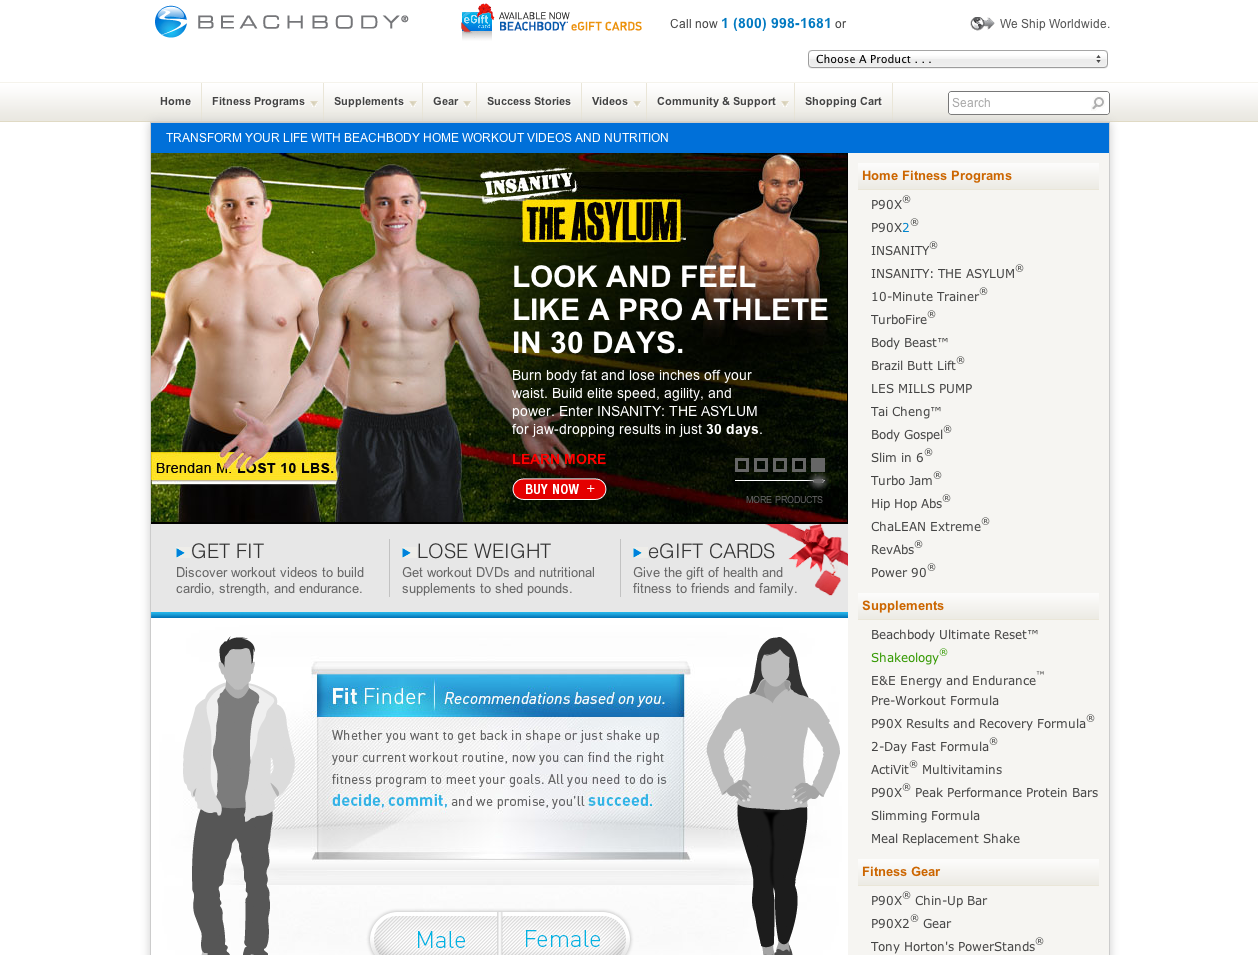 BEACHBODY®
eGift card
AVAILABLE NOW
BEACHBODY® eGIFT CARDS
Call now 1 (800) 998-1681 or
We Ship Worldwide.
Choose A Product . . .
Home
Fitness Programs
Supplements
Gear
Success Stories
Videos
Community & Support
Shopping Cart
Search
TRANSFORM YOUR LIFE WITH BEACHBODY HOME WORKOUT VIDEOS AND NUTRITION
INSANITY
THE ASYLUM™
LOOK AND FEEL
LIKE A PRO ATHLETE
IN 30 DAYS.
Burn body fat and lose inches off your
waist. Build elite speed, agility, and
power. Enter INSANITY: THE ASYLUM
for jaw-dropping results in just 30 days.
LEARN MORE
BUY NOW +
Brendan M. LOST 10 LBS.
MORE PRODUCTS
GET FIT
Discover workout videos to build
cardio, strength, and endurance.
LOSE WEIGHT
Get workout DVDs and nutritional
supplements to shed pounds.
eGIFT CARDS
Give the gift of health and
fitness to friends and family.
Fit Finder | Recommendations based on you.
Whether you want to get back in shape or just shake up
your current workout routine, now you can find the right
fitness program to meet your goals. All you need to do is
decide, commit, and we promise, you'll succeed.
Male
Female
Home Fitness Programs
P90X®
P90X2®
INSANITY®
INSANITY: THE ASYLUM®
10-Minute Trainer®
TurboFire®
Body Beast™
Brazil Butt Lift®
LES MILLS PUMP
Tai Cheng™
Body Gospel®
Slim in 6®
Turbo Jam®
Hip Hop Abs®
ChaLEAN Extreme®
RevAbs®
Power 90®
Supplements
Beachbody Ultimate Reset™
Shakeology®
E&E Energy and Endurance™
Pre-Workout Formula
P90X Results and Recovery Formula®
2-Day Fast Formula®
ActiVit® Multivitamins
P90X® Peak Performance Protein Bars
Slimming Formula
Meal Replacement Shake
Fitness Gear
P90X® Chin-Up Bar
P90X2® Gear
Tony Horton's PowerStands®